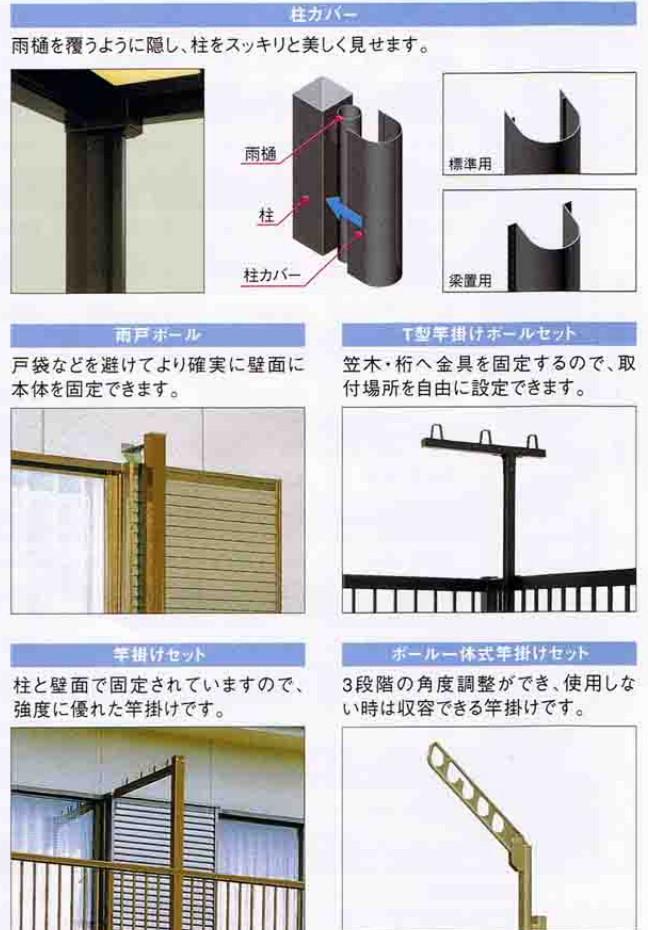 柱カバー
雨樋を覆うように隠し、柱をスッキリと美しく見せます。
雨樋
柱
柱カバー
標準用
梁置用
雨戸ポール
戸袋などを避けてより確実に壁面に
本体を固定できます。
T型竿掛けポールセット
笠木・桁へ金具を固定するので、取
付場所を自由に設定できます。
竿掛けセット
柱と壁面で固定されていますので、
強度に優れた竿掛けです。
ポール一体式竿掛けセット
3段階の角度調整ができ、使用しな
い時は収容できる竿掛けです。